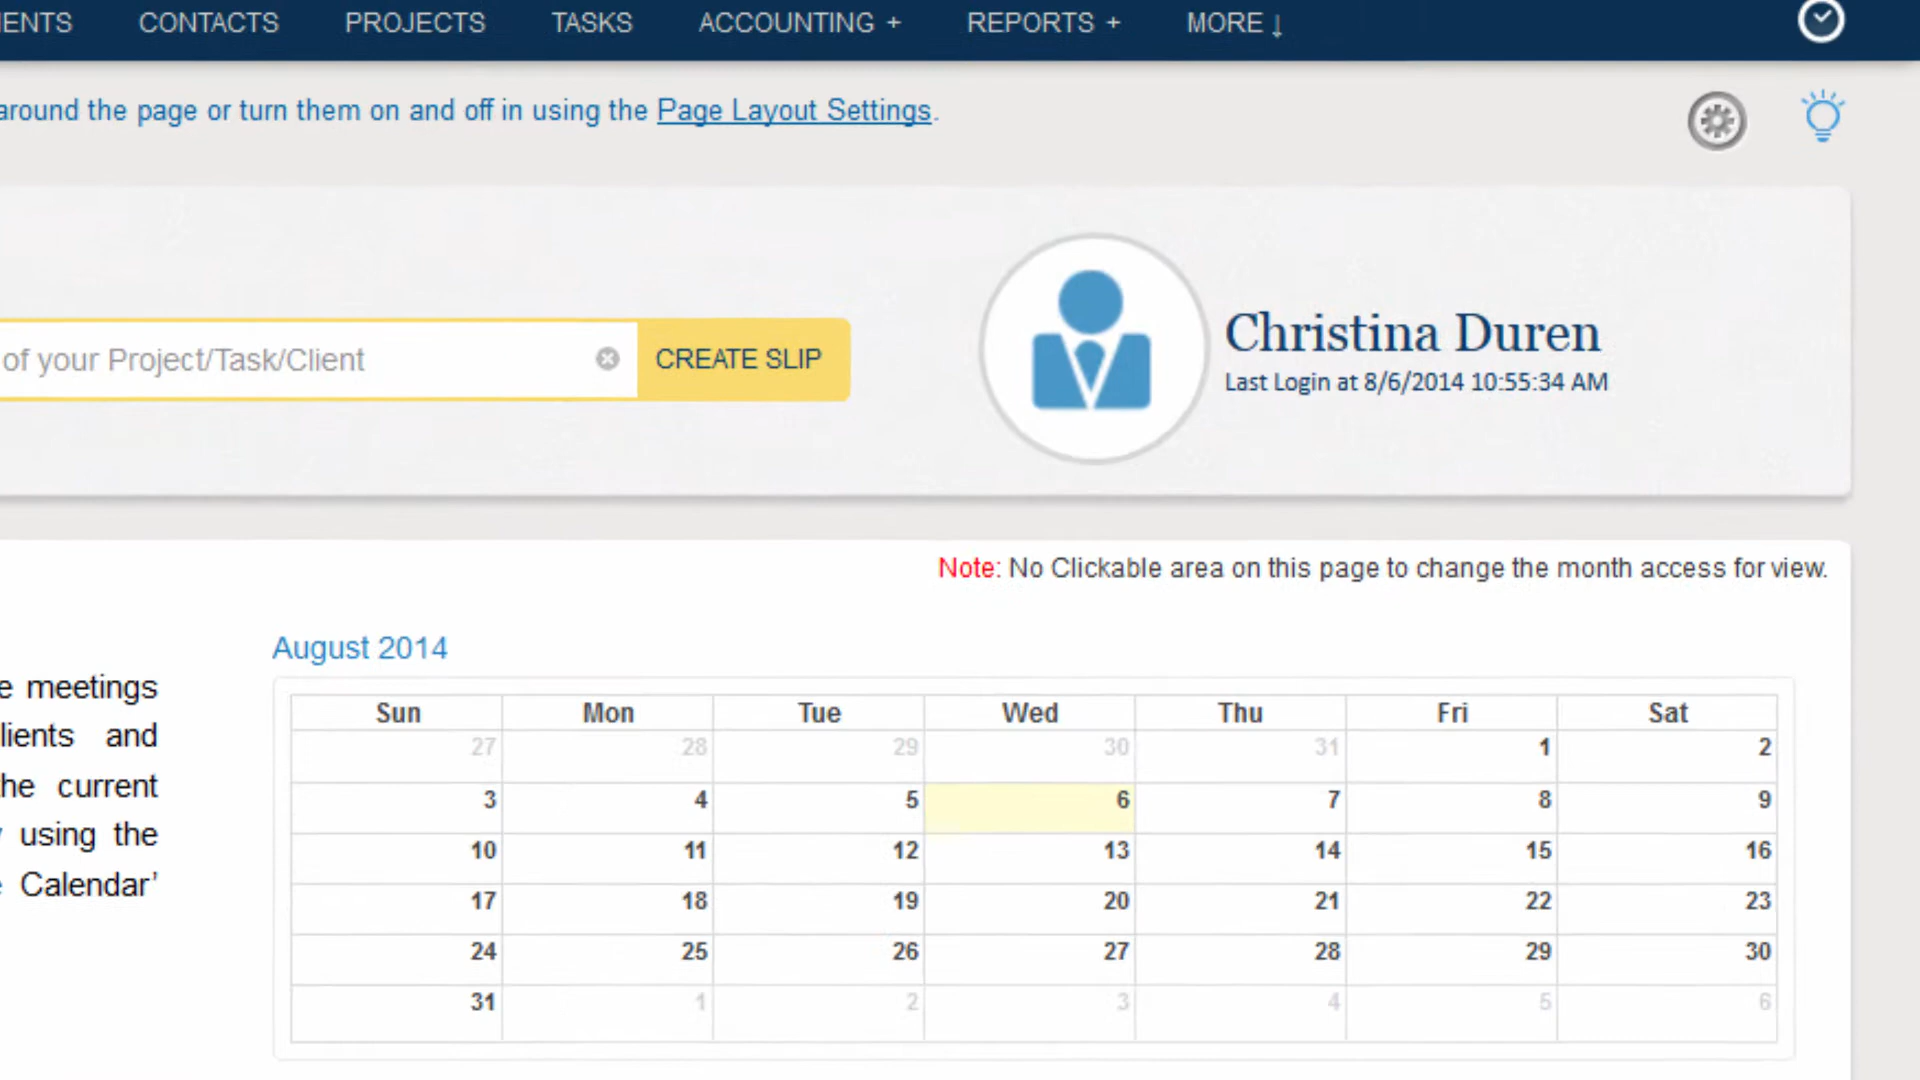 CONTACTS PROJECTS TASKS ACCOUNTING + REPORTS + MORE ↓
around the page or turn them on and off in using the Page Layout Settings.
Christina Duren
of your Project/Task/Client CREATE SLIP
Last Login at 8/6/2014 10:55:34 AM
Note: No Clickable area on this page to change the month access for view.
August 2014
meetings
and
current
using the
Calendar’
Sun Mon Tue Wed Thu Fri Sat
27 28 29 30 31 1 2
3 4 5 6 7 8 9
10 11 12 13 14 15 16
17 18 19 20 21 22 23
24 25 26 27 28 29 30
31 1 2 3 4 5 6